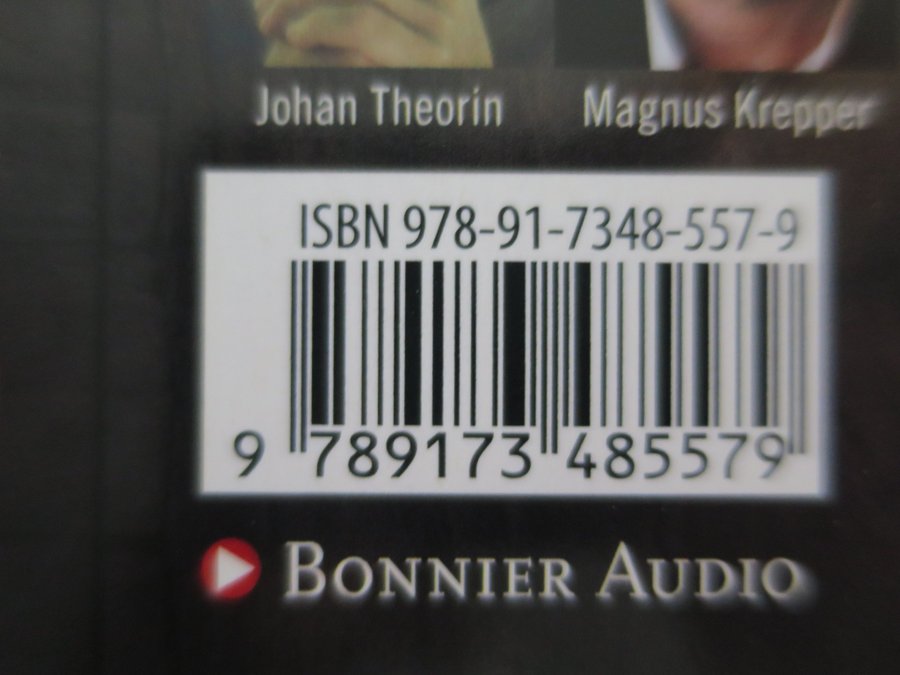 Johan Theorin Magnus Krepper
ISBN 978-91-7348-557-9
9 789173 485579
BONNIER AUDIO